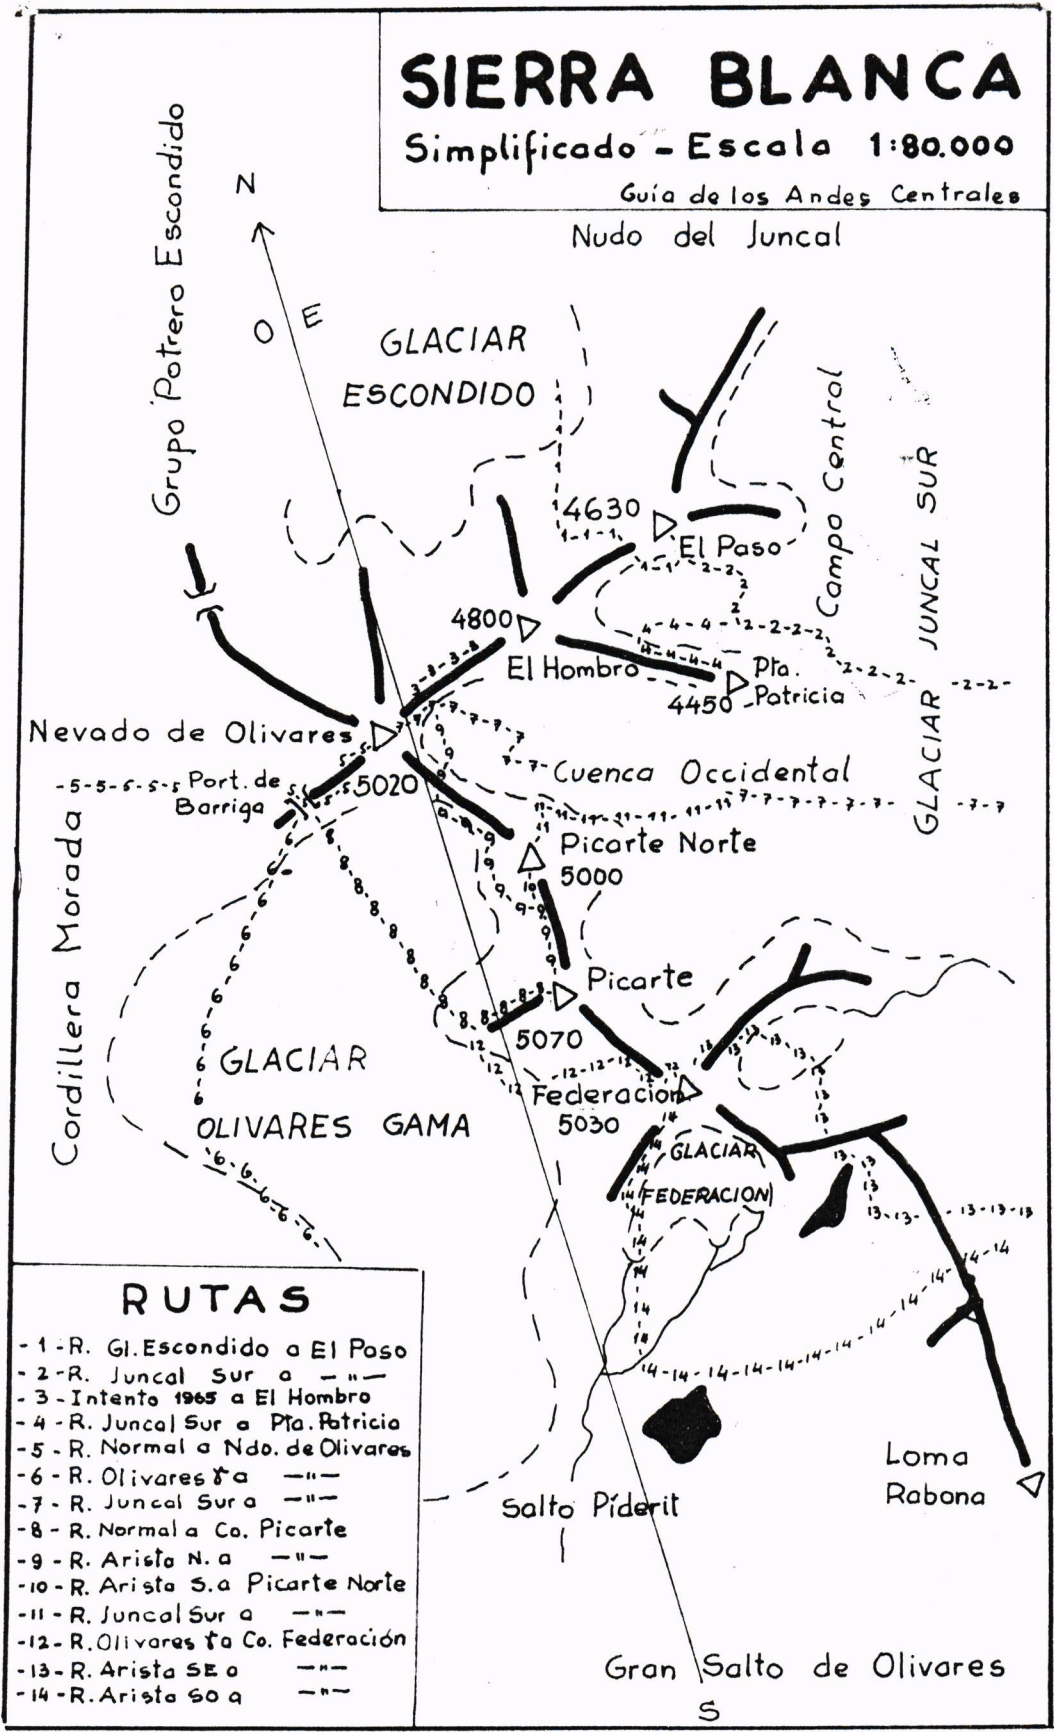 SIERRA BLANCA
Simplificado - Escala 1:80.000
Guía de los Andes Centrales
Nudo del Juncal
Grupo Potrero Escondido
N
O E
GLACIAR
ESCONDIDO
Campo Central
GLACIAR JUNCAL SUR
4630
El Paso
4800
El Hombro
Pta.
Patricia
4450
Nevado de Olivares
5020
-5-5-5-5-5 Port. de
Barriga
Cuenca Occidental
Picarte Norte
5000
Cordillera Morada
Picarte
5070
GLACIAR
OLIVARES GAMA
Federacion
5030
GLACIAR
FEDERACION
Loma
Rabona
Salto Píderit
Gran Salto de Olivares
S
RUTAS
- 1 - R. Gl. Escondido a El Paso
- 2 - R. Juncal Sur a — " —
- 3 - Intento 1965 a El Hombro
- 4 - R. Juncal Sur a Pta. Patricia
- 5 - R. Normal a Ndo. de Olivares
- 6 - R. Olivares γ a — " —
- 7 - R. Juncal Sur a — " —
- 8 - R. Normal a Co. Picarte
- 9 - R. Arista N. a — " —
- 10 - R. Arista S. a Picarte Norte
- 11 - R. Juncal Sur a — " —
- 12 - R. Olivares γ a Co. Federación
- 13 - R. Arista SE a — " —
- 14 - R. Arista SO a — " —